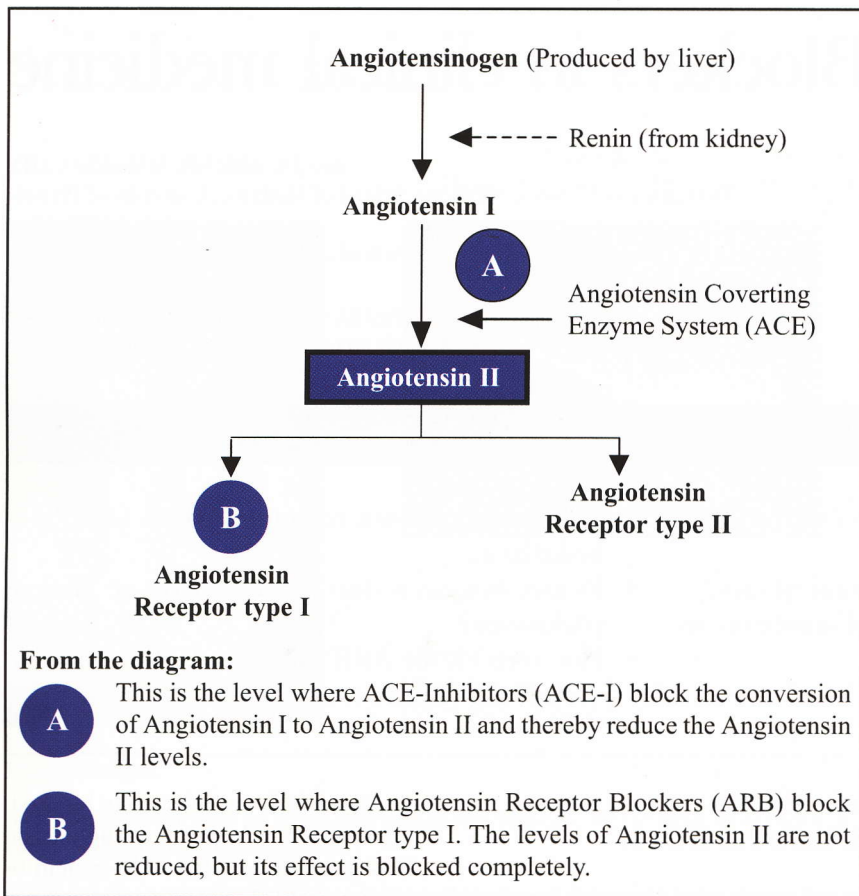 Angiotensinogen (Produced by liver)
Renin (from kidney)
Angiotensin I
A
Angiotensin Coverting
Enzyme System (ACE)
Angiotensin II
B
Angiotensin
Receptor type I
Angiotensin
Receptor type II
From the diagram:
A
This is the level where ACE-Inhibitors (ACE-I) block the conversion
of Angiotensin I to Angiotensin II and thereby reduce the Angiotensin
II levels.
B
This is the level where Angiotensin Receptor Blockers (ARB) block
the Angiotensin Receptor type I. The levels of Angiotensin II are not
reduced, but its effect is blocked completely.